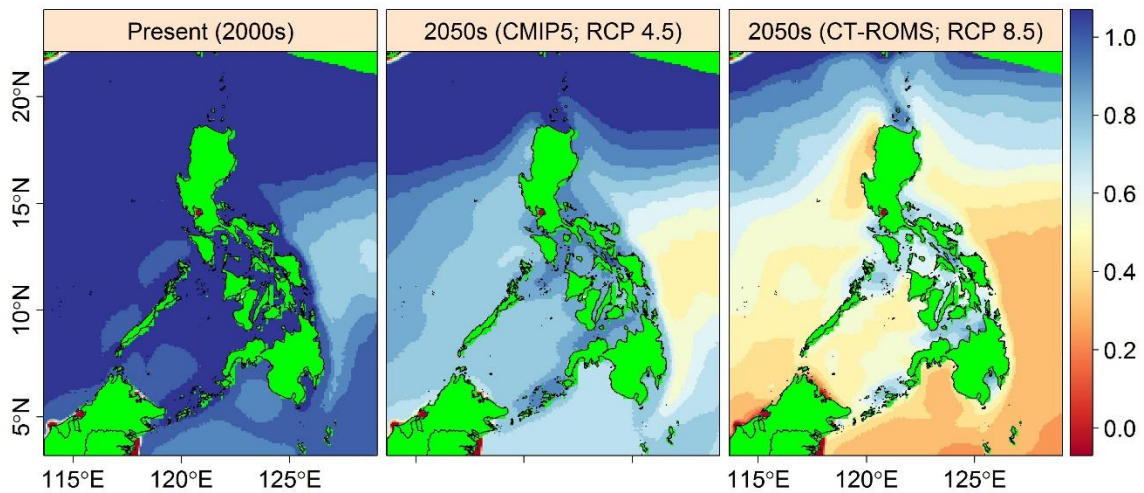 Present (2000s)
2050s (CMIP5; RCP 4.5)
2050s (CT-ROMS; RCP 8.5)
20°N
15°N
10°N
5°N
115°E
120°E
125°E
115°E
120°E
125°E
1.0
0.8
0.6
0.4
0.2
0.0